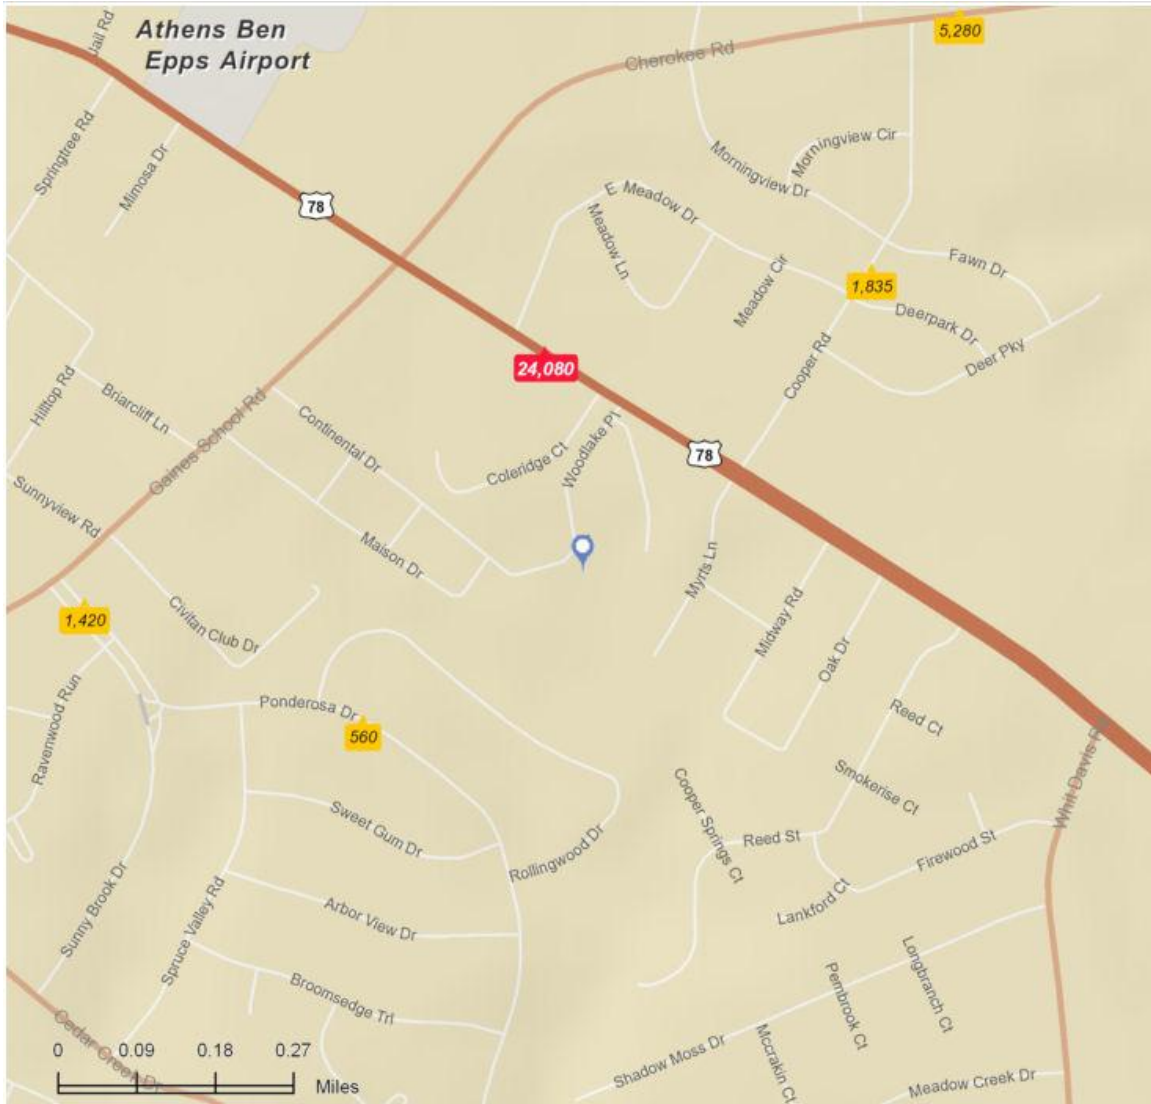 Athens Ben
Epps Airport
Jail Rd
5,280
Cherokee Rd
Springtree Rd
Mimosa Dr
Morningview Cir
Morningview Dr
78
E Meadow Dr
Meadow Ln
Meadow Cir
Fawn Dr
1,835
Deerpark Dr
Deer Pky
Cooper Rd
24,080
Hilltop Rd
Briarcliff Ln
Gaines School Rd
Continental Dr
Coleridge Ct
Woodlake Pl
78
Sunnyview Rd
Maison Dr
Myrts Ln
Midway Rd
Oak Dr
1,420
Civitan Club Dr
Ravenwood Run
Ponderosa Dr
560
Reed Ct
Whit Davis Rd
Smokerise Ct
Cooper Springs Ct
Sweet Gum Dr
Rollingwood Dr
Reed St
Firewood St
Lankford Ct
Sunny Brook Dr
Spruce Valley Rd
Arbor View Dr
Broomsedge Trl
Longbranch Ct
Pembrook Ct
Cedar Creek Dr
Shadow Moss Dr
Mccrakin Ct
Meadow Creek Dr
0 0.09 0.18 0.27
Miles